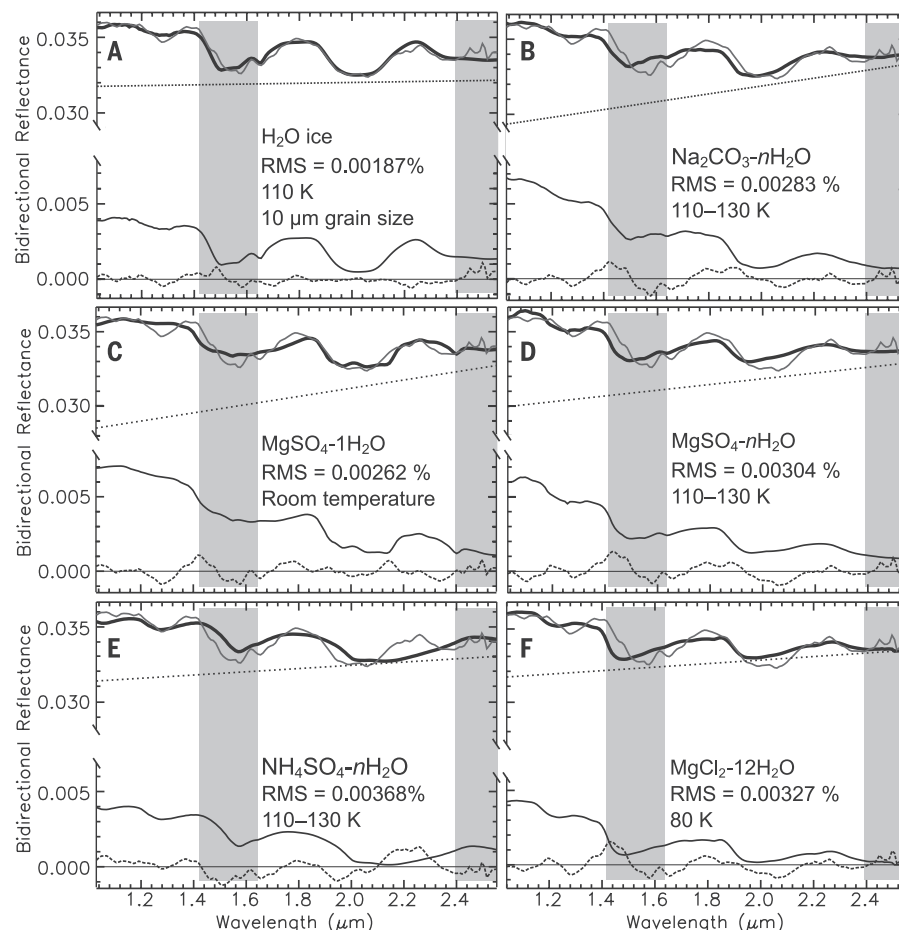 A
H₂O ice
RMS = 0.00187%
110 K
10 μm grain size
B
Na₂CO₃-nH₂O
RMS = 0.00283 %
110–130 K
Bidirectional Reflectance
0.035
0.030
0.005
0.000
C
MgSO₄-1H₂O
RMS = 0.00262 %
Room temperature
D
MgSO₄-nH₂O
RMS = 0.00304 %
110–130 K
Bidirectional Reflectance
0.035
0.030
0.005
0.000
E
NH₄SO₄-nH₂O
RMS = 0.00368%
110–130 K
F
MgCl₂-12H₂O
RMS = 0.00327 %
80 K
Bidirectional Reflectance
0.035
0.030
0.005
0.000
1.2 1.4 1.6 1.8 2.0 2.2 2.4
Wavelength (μm)
1.2 1.4 1.6 1.8 2.0 2.2 2.4
Wavelength (μm)